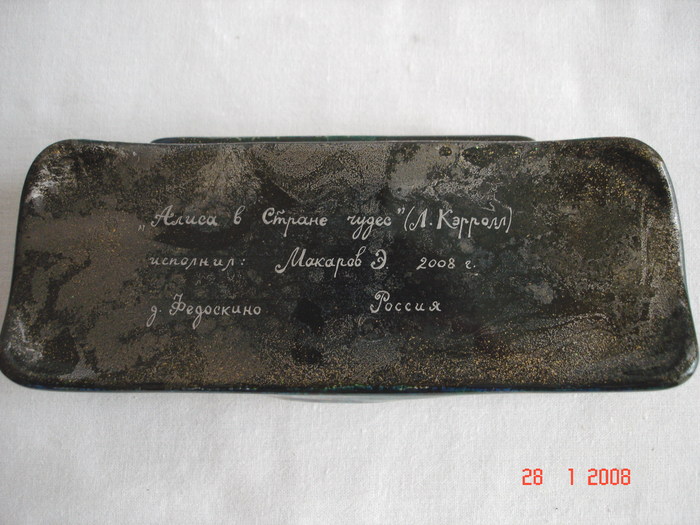 „Алиса в Стране чудес" (Л. Кэрролл)
исполнил: Макаров Э. 2008 г.
д. Федоскино Россия
28 1 2008